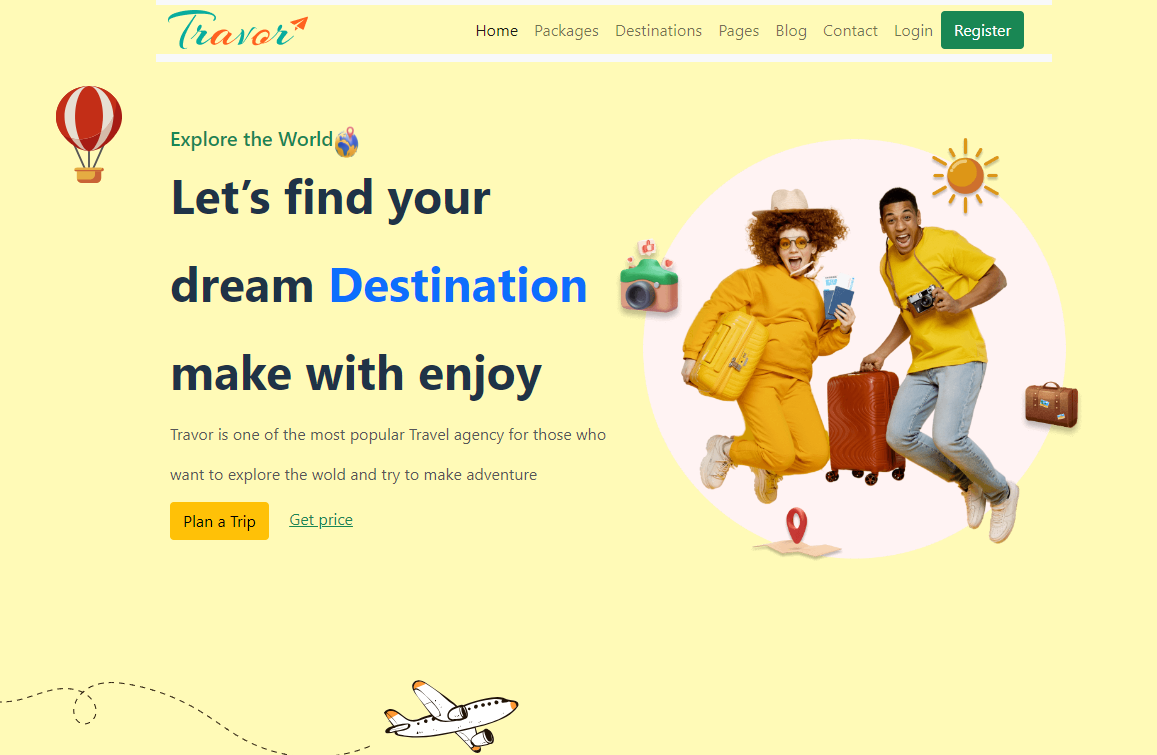 Travor
Home Packages Destinations Pages Blog Contact Login Register
Explore the World
Let’s find your
dream Destination
make with enjoy
Travor is one of the most popular Travel agency for those who
want to explore the wold and try to make adventure
Plan a Trip Get price